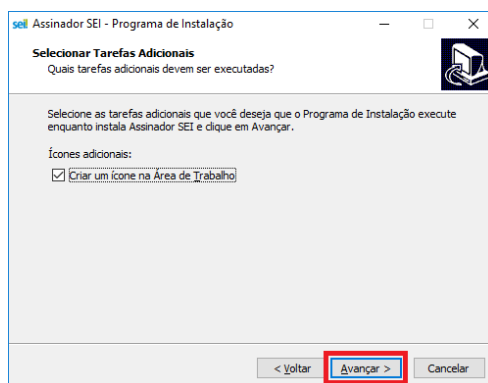 sei! Assinador SEI - Programa de Instalação
Selecionar Tarefas Adicionais
Quais tarefas adicionais devem ser executadas?
Selecione as tarefas adicionais que você deseja que o Programa de Instalação execute
enquanto instala Assinador SEI e clique em Avançar.
Ícones adicionais:
Criar um ícone na Área de Trabalho
< Voltar
Avançar >
Cancelar